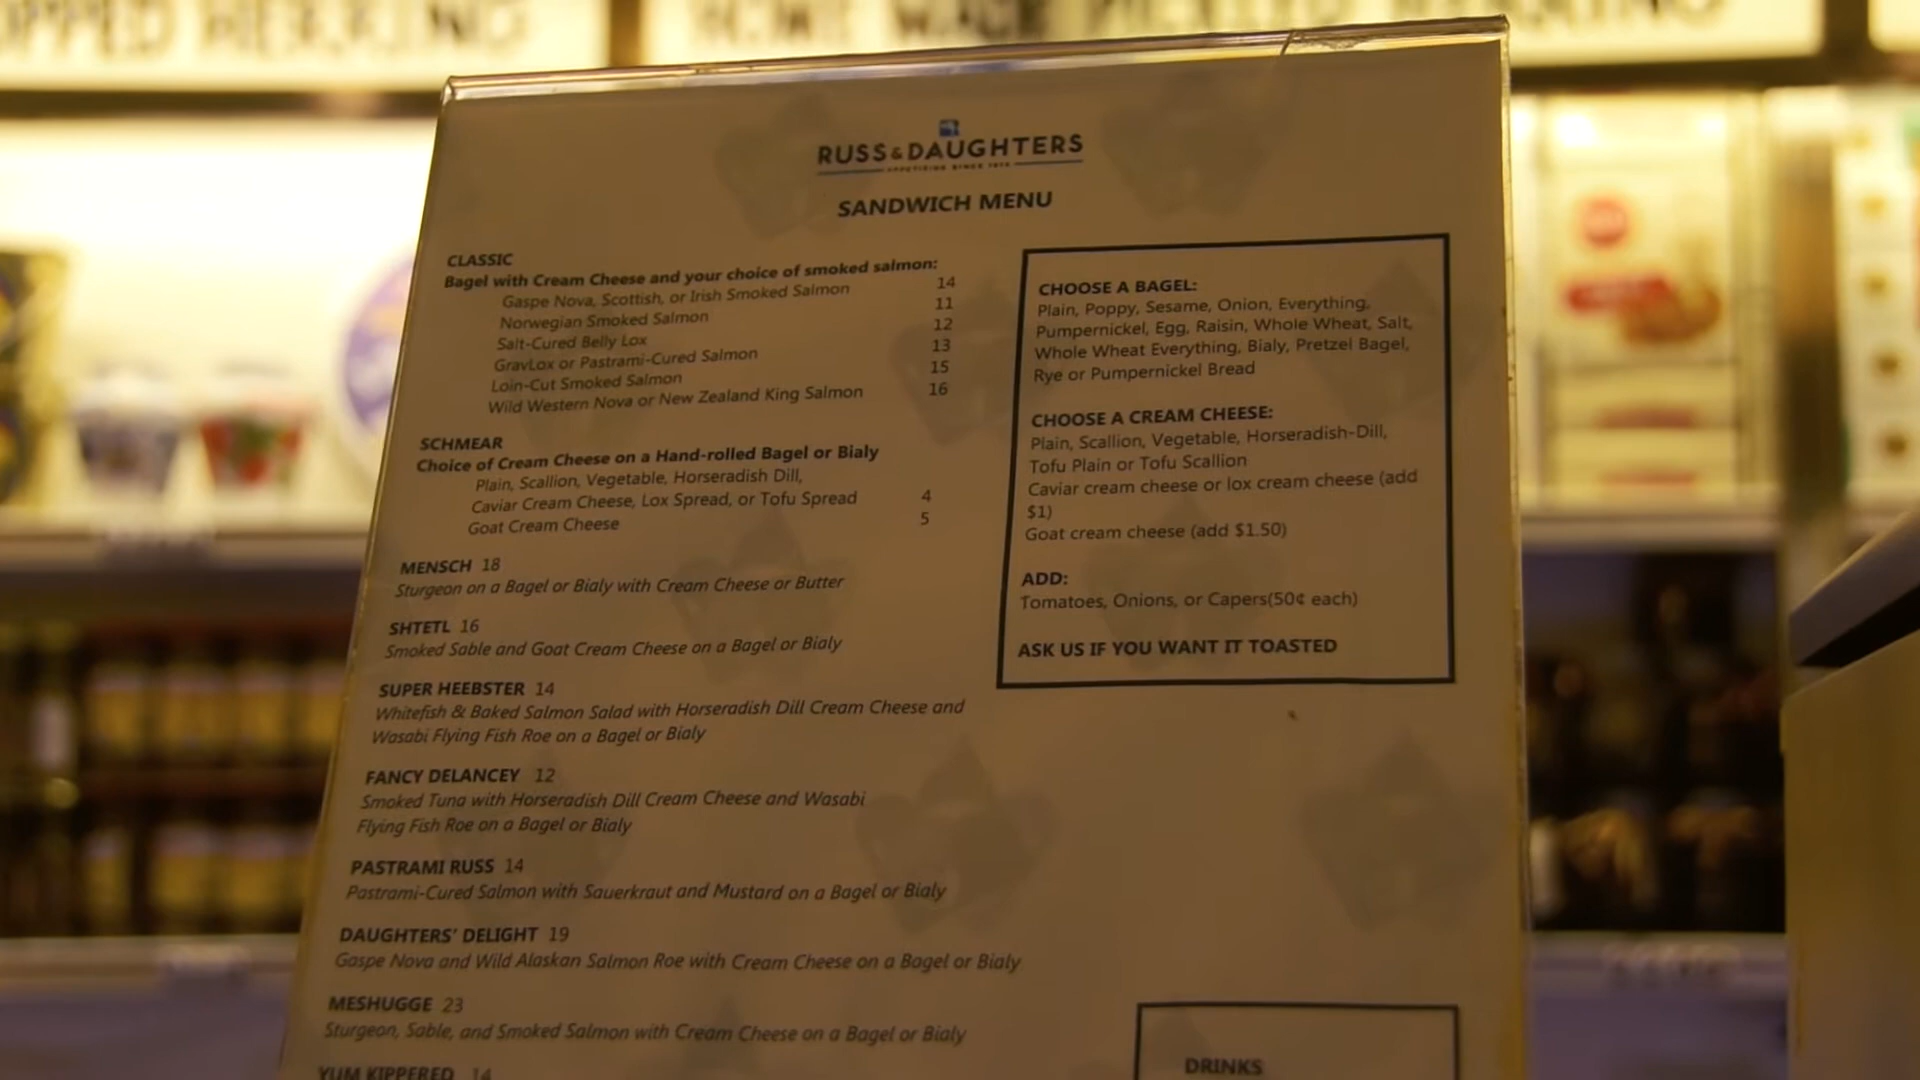 RUSS & DAUGHTERS
APPETIZING SINCE 1914
SANDWICH MENU
CLASSIC
Bagel with Cream Cheese and your choice of smoked salmon:
Gaspe Nova, Scottish, or Irish Smoked Salmon 14
Norwegian Smoked Salmon 11
Salt-Cured Belly Lox 12
GravLox or Pastrami-Cured Salmon 13
Loin-Cut Smoked Salmon 15
Wild Western Nova or New Zealand King Salmon 16
SCHMEAR
Choice of Cream Cheese on a Hand-rolled Bagel or Bialy
Plain, Scallion, Vegetable, Horseradish Dill,
Caviar Cream Cheese, Lox Spread, or Tofu Spread 4
Goat Cream Cheese 5
MENSCH 18
Sturgeon on a Bagel or Bialy with Cream Cheese or Butter
SHTETL 16
Smoked Sable and Goat Cream Cheese on a Bagel or Bialy
SUPER HEEBSTER 14
Whitefish & Baked Salmon Salad with Horseradish Dill Cream Cheese and
Wasabi Flying Fish Roe on a Bagel or Bialy
FANCY DELANCEY 12
Smoked Tuna with Horseradish Dill Cream Cheese and Wasabi
Flying Fish Roe on a Bagel or Bialy
PASTRAMI RUSS 14
Pastrami-Cured Salmon with Sauerkraut and Mustard on a Bagel or Bialy
DAUGHTERS' DELIGHT 19
Gaspe Nova and Wild Alaskan Salmon Roe with Cream Cheese on a Bagel or Bialy
MESHUGGE 23
Sturgeon, Sable, and Smoked Salmon with Cream Cheese on a Bagel or Bialy
YUM KIPPERED 14
CHOOSE A BAGEL:
Plain, Poppy, Sesame, Onion, Everything,
Pumpernickel, Egg, Raisin, Whole Wheat, Salt,
Whole Wheat Everything, Bialy, Pretzel Bagel,
Rye or Pumpernickel Bread
CHOOSE A CREAM CHEESE:
Plain, Scallion, Vegetable, Horseradish-Dill,
Tofu Plain or Tofu Scallion
Caviar cream cheese or lox cream cheese (add
$1)
Goat cream cheese (add $1.50)
ADD:
Tomatoes, Onions, or Capers(50¢ each)
ASK US IF YOU WANT IT TOASTED
DRINKS
HERRING
HOME MADE PICKLED HERRING